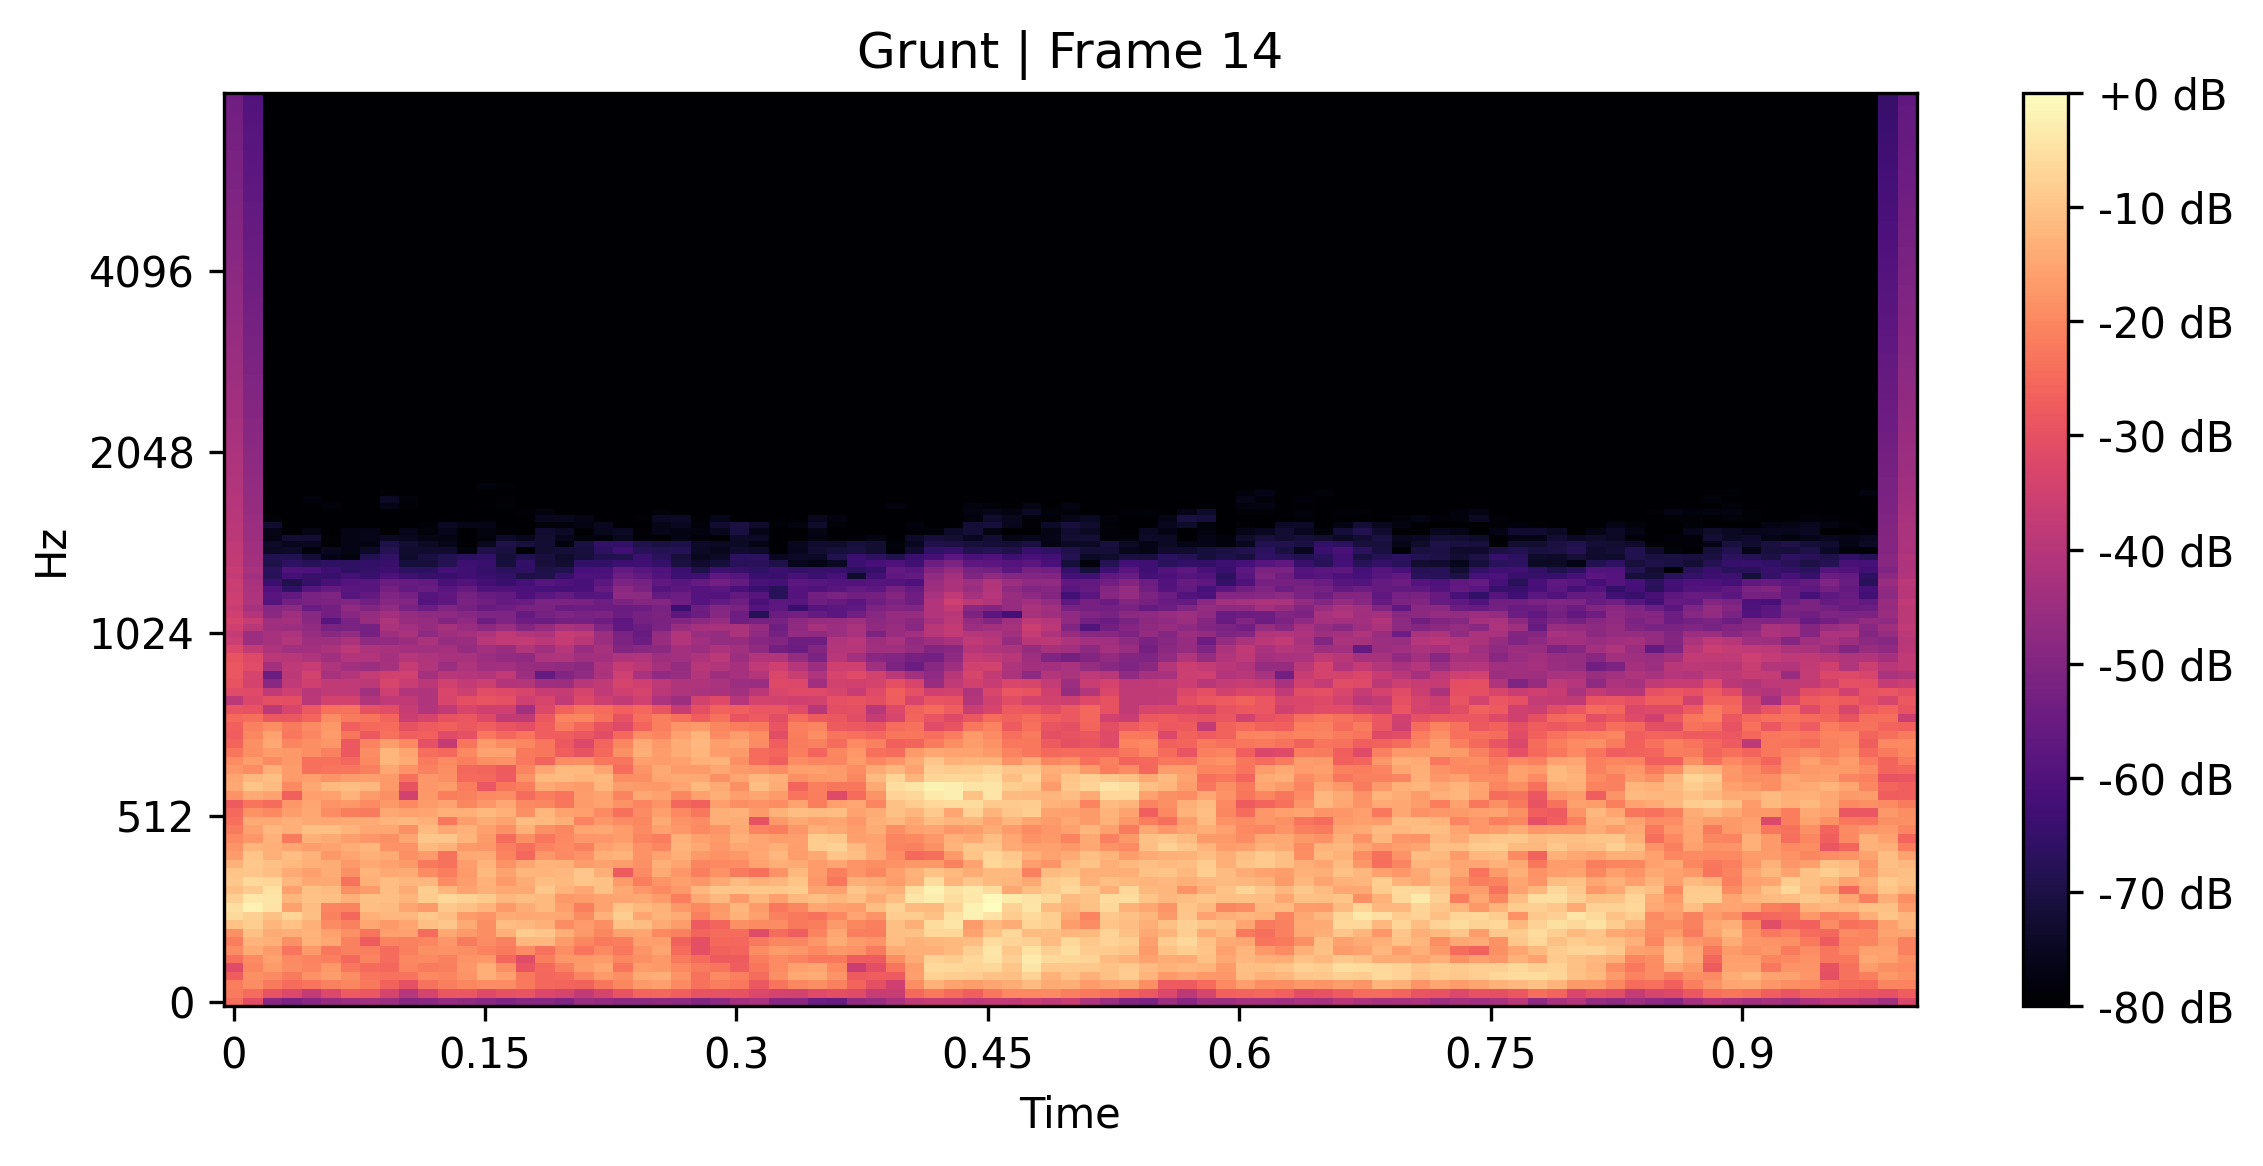 Grunt | Frame 14
+0 dB
-10 dB
-20 dB
-30 dB
-40 dB
-50 dB
-60 dB
-70 dB
-80 dB
Hz
4096
2048
1024
512
0
0 0.15 0.3 0.45 0.6 0.75 0.9
Time